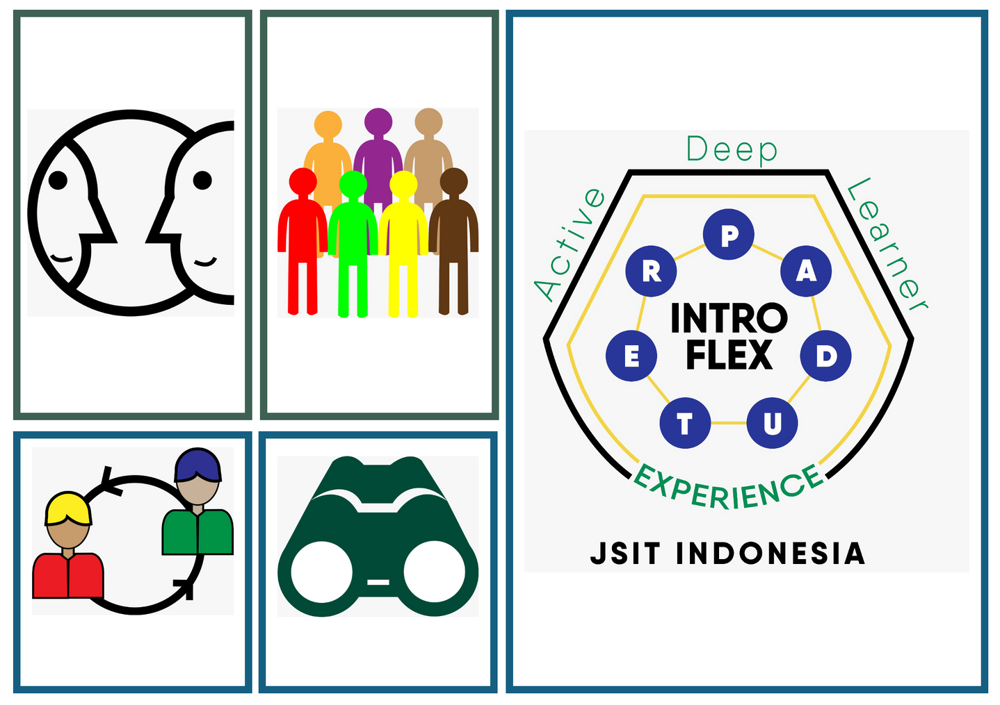 Active Deep Learner
P
A
D
U
T
E
R
INTRO
FLEX
EXPERIENCE
JSIT INDONESIA